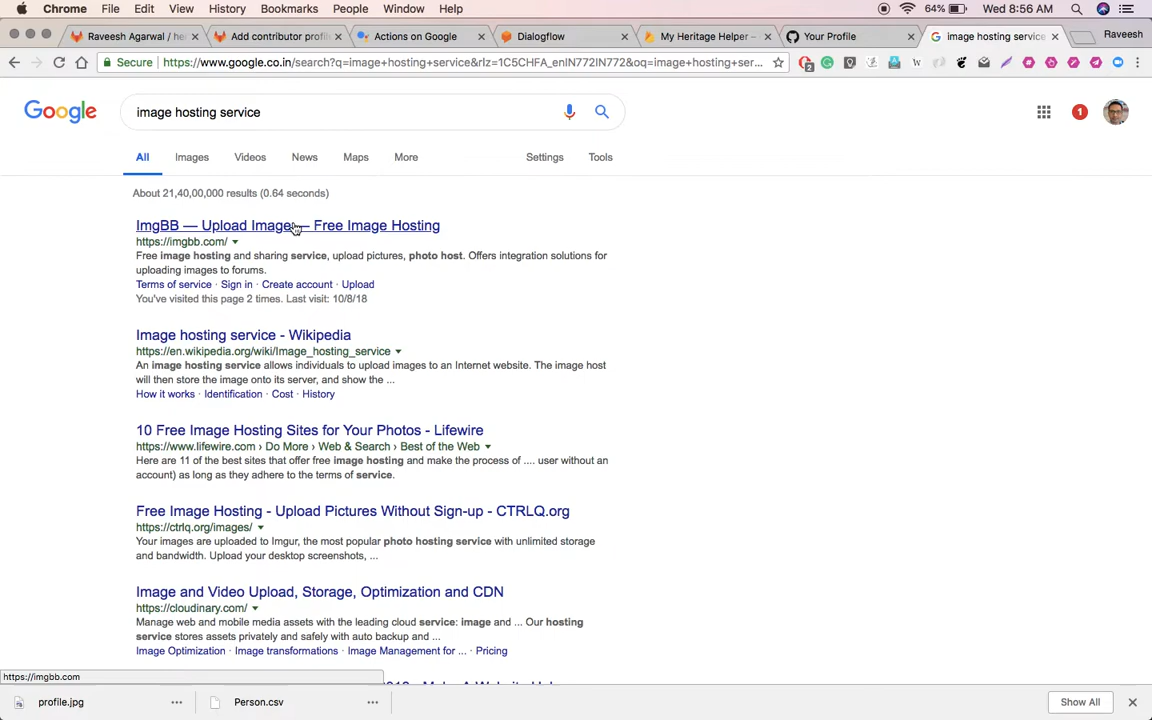 Chrome File Edit View History Bookmarks People Window Help 64% Wed 8:56 AM
Raveesh Agarwal / he Add contributor profil Actions on Google Dialogflow My Heritage Helper – Your Profile image hosting service Raveesh
Secure https://www.google.co.in/search?q=image+hosting+service&rlz=1C5CHFA_enIN772IN772&oq=image+hosting+ser...
Google image hosting service 1
All Images Videos News Maps More Settings Tools
About 21,40,00,000 results (0.64 seconds)
ImgBB — Upload Image — Free Image Hosting
https://imgbb.com/
Free image hosting and sharing service, upload pictures, photo host. Offers integration solutions for
uploading images to forums.
Terms of service · Sign in · Create account · Upload
You've visited this page 2 times. Last visit: 10/8/18
Image hosting service - Wikipedia
https://en.wikipedia.org/wiki/Image_hosting_service
An image hosting service allows individuals to upload images to an Internet website. The image host
will then store the image onto its server, and show the ...
How it works · Identification · Cost · History
10 Free Image Hosting Sites for Your Photos - Lifewire
https://www.lifewire.com › Do More › Web & Search › Best of the Web
Here are 11 of the best sites that offer free image hosting and make the process of .... user without an
account) as long as they adhere to the terms of service.
Free Image Hosting - Upload Pictures Without Sign-up - CTRLQ.org
https://ctrlq.org/images/
Your images are uploaded to Imgur, the most popular photo hosting service with unlimited storage
and bandwidth. Upload your desktop screenshots, ...
Image and Video Upload, Storage, Optimization and CDN
https://cloudinary.com/
Manage web and mobile media assets with the leading cloud service: image and ... Our hosting
service stores assets privately and safely with auto backup and ...
Image Optimization · Image transformations · Image Management for ... · Pricing
https://imgbb.com
profile.jpg Person.csv Show All